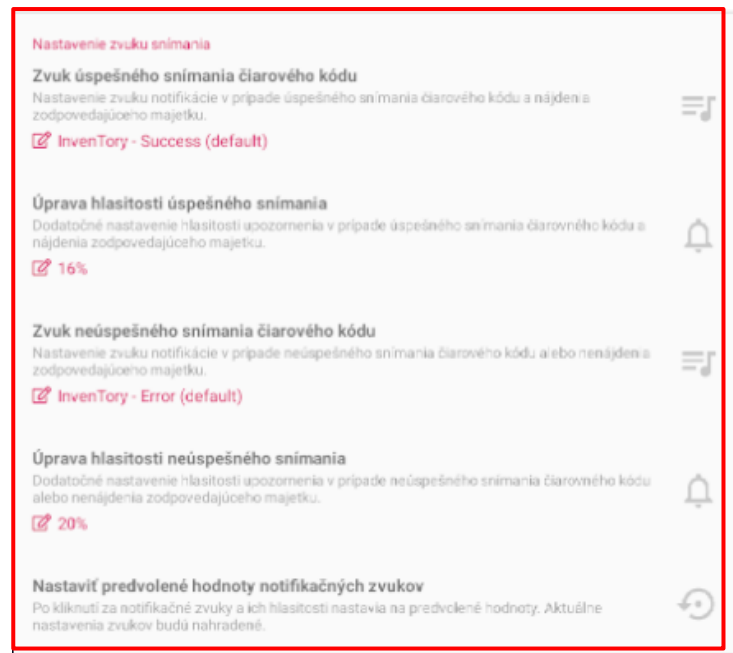 Nastavenie zvuku snímania
Zvuk úspešného snímania čiarového kódu
Nastavenie zvuku notifikácie v prípade úspešného snímania čiarového kódu a nájdenia
zodpovedajúceho majetku.
InvenTory - Success (default)
Úprava hlasitosti úspešného snímania
Dodatočné nastavenie hlasitosti upozornenia v prípade úspešného snímania čiarovného kódu a
nájdenia zodpovedajúceho majetku.
16%
Zvuk neúspešného snímania čiarového kódu
Nastavenie zvuku notifikácie v prípade neúspešného snímania čiarového kódu alebo nenájdenia
zodpovedajúceho majetku.
InvenTory - Error (default)
Úprava hlasitosti neúspešného snímania
Dodatočné nastavenie hlasitosti upozornenia v prípade neúspešného snímania čiarovného kódu
alebo nenájdenia zodpovedajúceho majetku.
20%
Nastaviť predvolené hodnoty notifikačných zvukov
Po kliknutí za notifikačné zvuky a ich hlasitosti nastavia na predvolené hodnoty. Aktuálne
nastavenia zvukov budú nahradené.